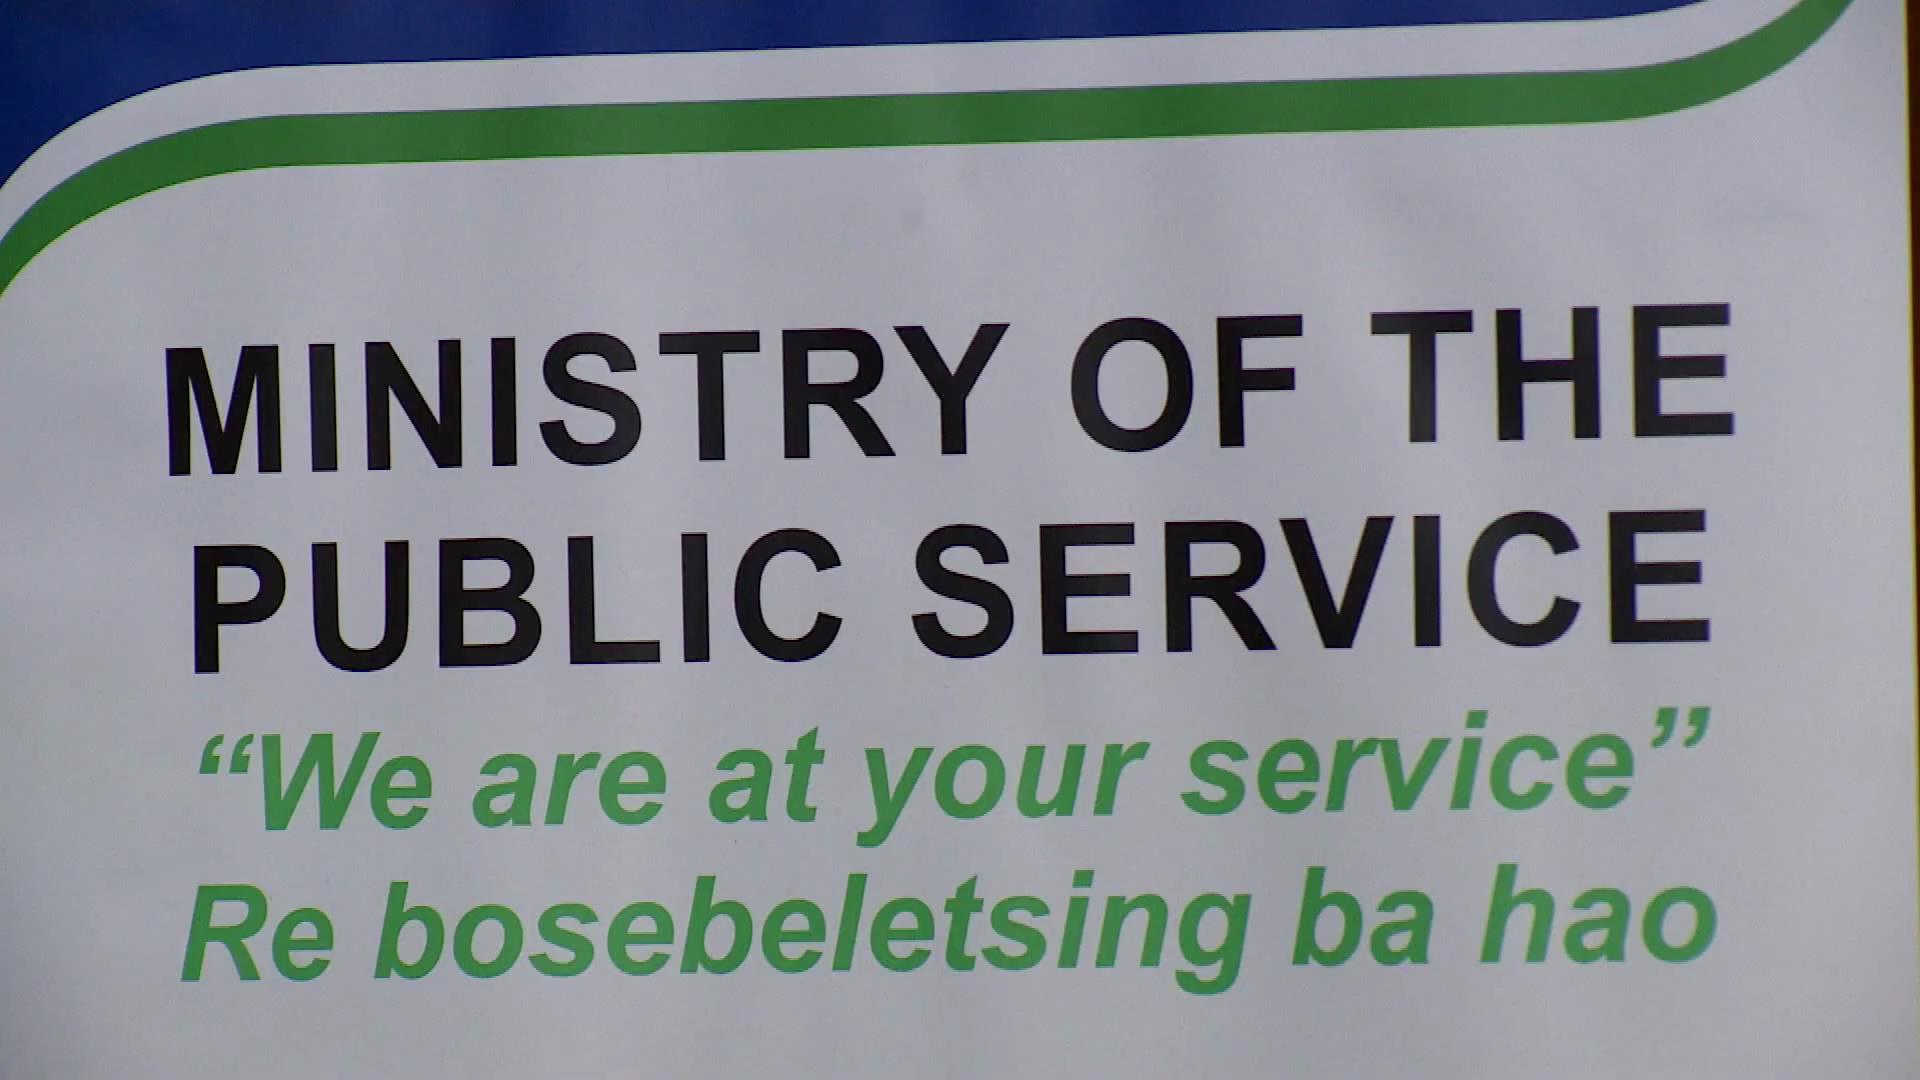 MINISTRY OF THE
PUBLIC SERVICE
“We are at your service”
Re bosebeletsing ba hao